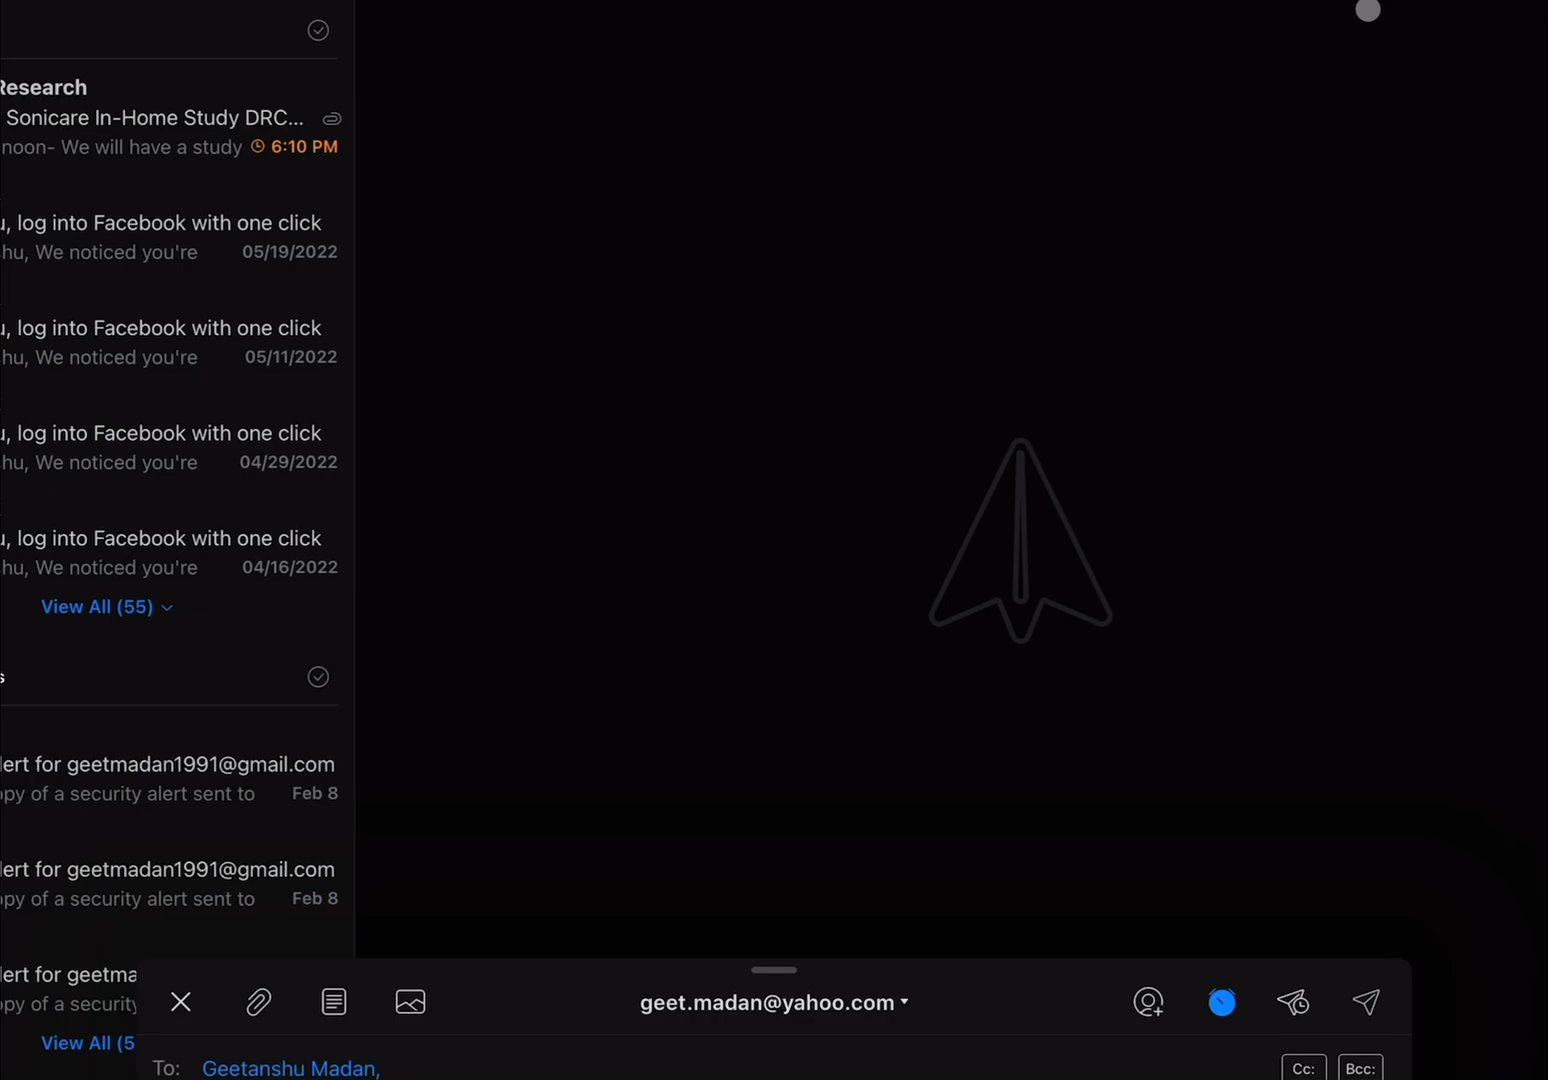 Research
Sonicare In-Home Study DRC...
noon- We will have a study 6:10 PM
, log into Facebook with one click
hu, We noticed you're 05/19/2022
, log into Facebook with one click
hu, We noticed you're 05/11/2022
, log into Facebook with one click
hu, We noticed you're 04/29/2022
, log into Facebook with one click
hu, We noticed you're 04/16/2022
View All (55)
s
lert for geetmadan1991@gmail.com
opy of a security alert sent to Feb 8
lert for geetmadan1991@gmail.com
opy of a security alert sent to Feb 8
lert for geetma
opy of a security
View All (5
geet.madan@yahoo.com
To: Geetanshu Madan, Cc: Bcc: